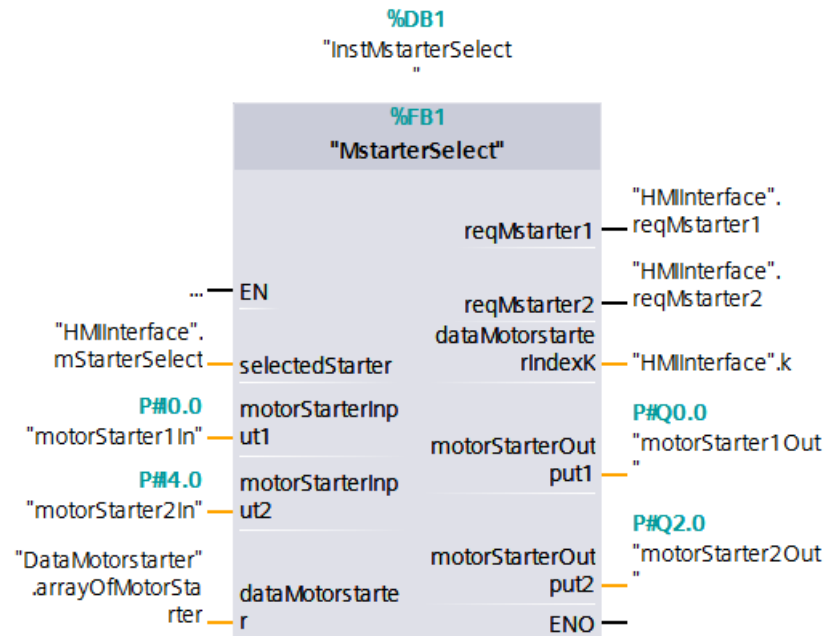 %DB1
"InstMstarterSelect
"
%FB1
"MstarterSelect"
"HMIInterface".
reqMstarter1
reqMstarter1
"HMIInterface".
reqMstarter2
reqMstarter2
...
EN
"HMIInterface".
mStarterSelect
selectedStarter
dataMotorstarte
rIndexK
"HMIInterface".k
P#I0.0
"motorStarter1In"
motorStarterInp
ut1
P#Q0.0
motorStarterOut
put1
"motorStarter1Out
"
P#I4.0
"motorStarter2In"
motorStarterInp
ut2
P#Q2.0
motorStarterOut
put2
"motorStarter2Out
"
"DataMotorstarter"
.arrayOfMotorSta
rter
dataMotorstarte
r
ENO